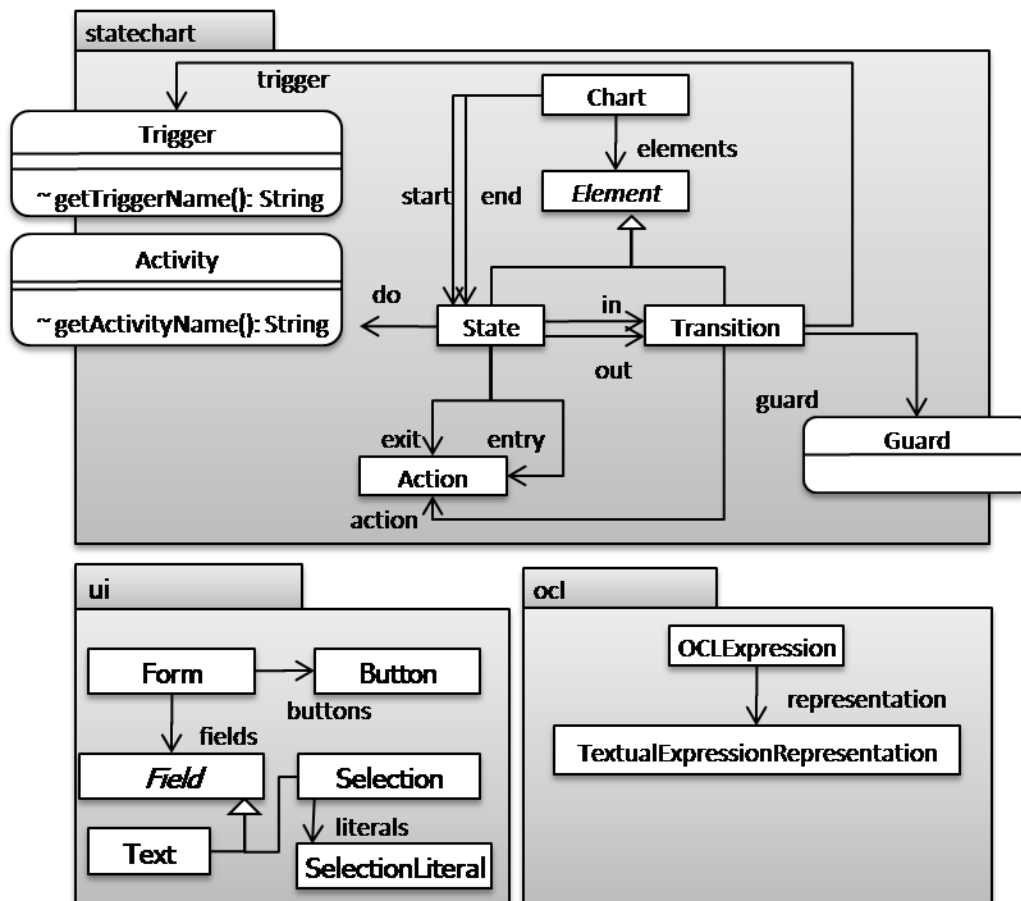 statechart
trigger
Chart
Trigger
elements
~getTriggerName(): String
start
end
Element
Activity
do
in
~getActivityName(): String
State
Transition
out
guard
exit
entry
Guard
Action
action
ui
Form
Button
buttons
fields
Field
Selection
literals
Text
SelectionLiteral
ocl
OCLExpression
representation
TextualExpressionRepresentation